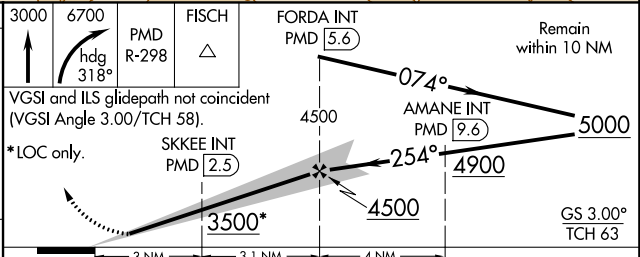 3000
6700
hdg
318°
PMD
R-298
FISCH
VGSI and ILS glidepath not coincident
(VGSI Angle 3.00/TCH 58).
*LOC only.
FORDA INT
PMD 5.6
Remain
within 10 NM
074°
4500
AMANE INT
PMD 9.6
5000
SKKEE INT
PMD 2.5
254°
4900
3500*
4500
GS 3.00°
TCH 63
3 NM
3.1 NM
4 NM